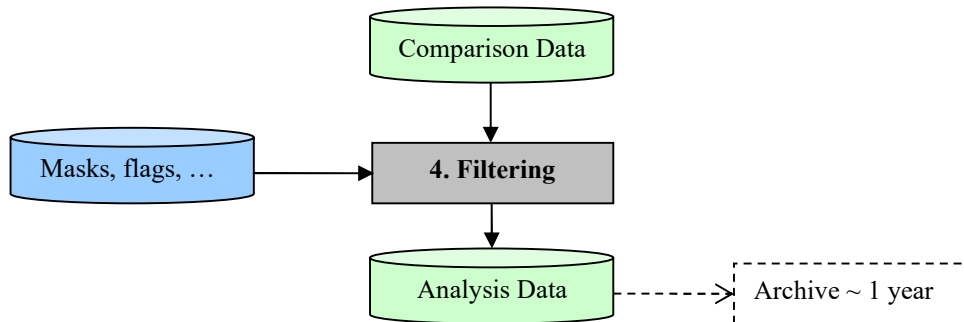 Comparison Data
Masks, flags, …
4. Filtering
Analysis Data
Archive ~ 1 year